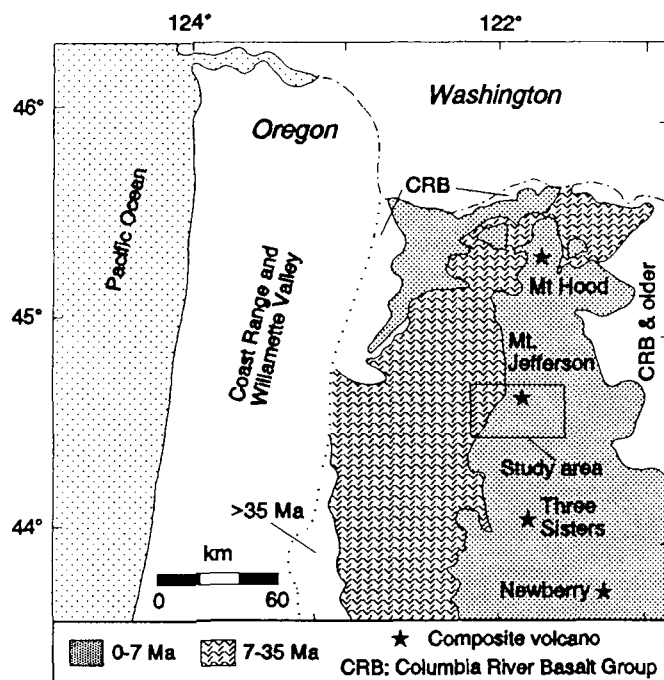 124°
122°
46°
Washington
Oregon
CRB
Pacific Ocean
Mt Hood
45°
Coast Range and
Willamette Valley
Mt.
Jefferson
CRB & older
Study area
Three
Sisters
44°
>35 Ma
km
0
60
Newberry
0-7 Ma
7-35 Ma
Composite volcano
CRB: Columbia River Basalt Group